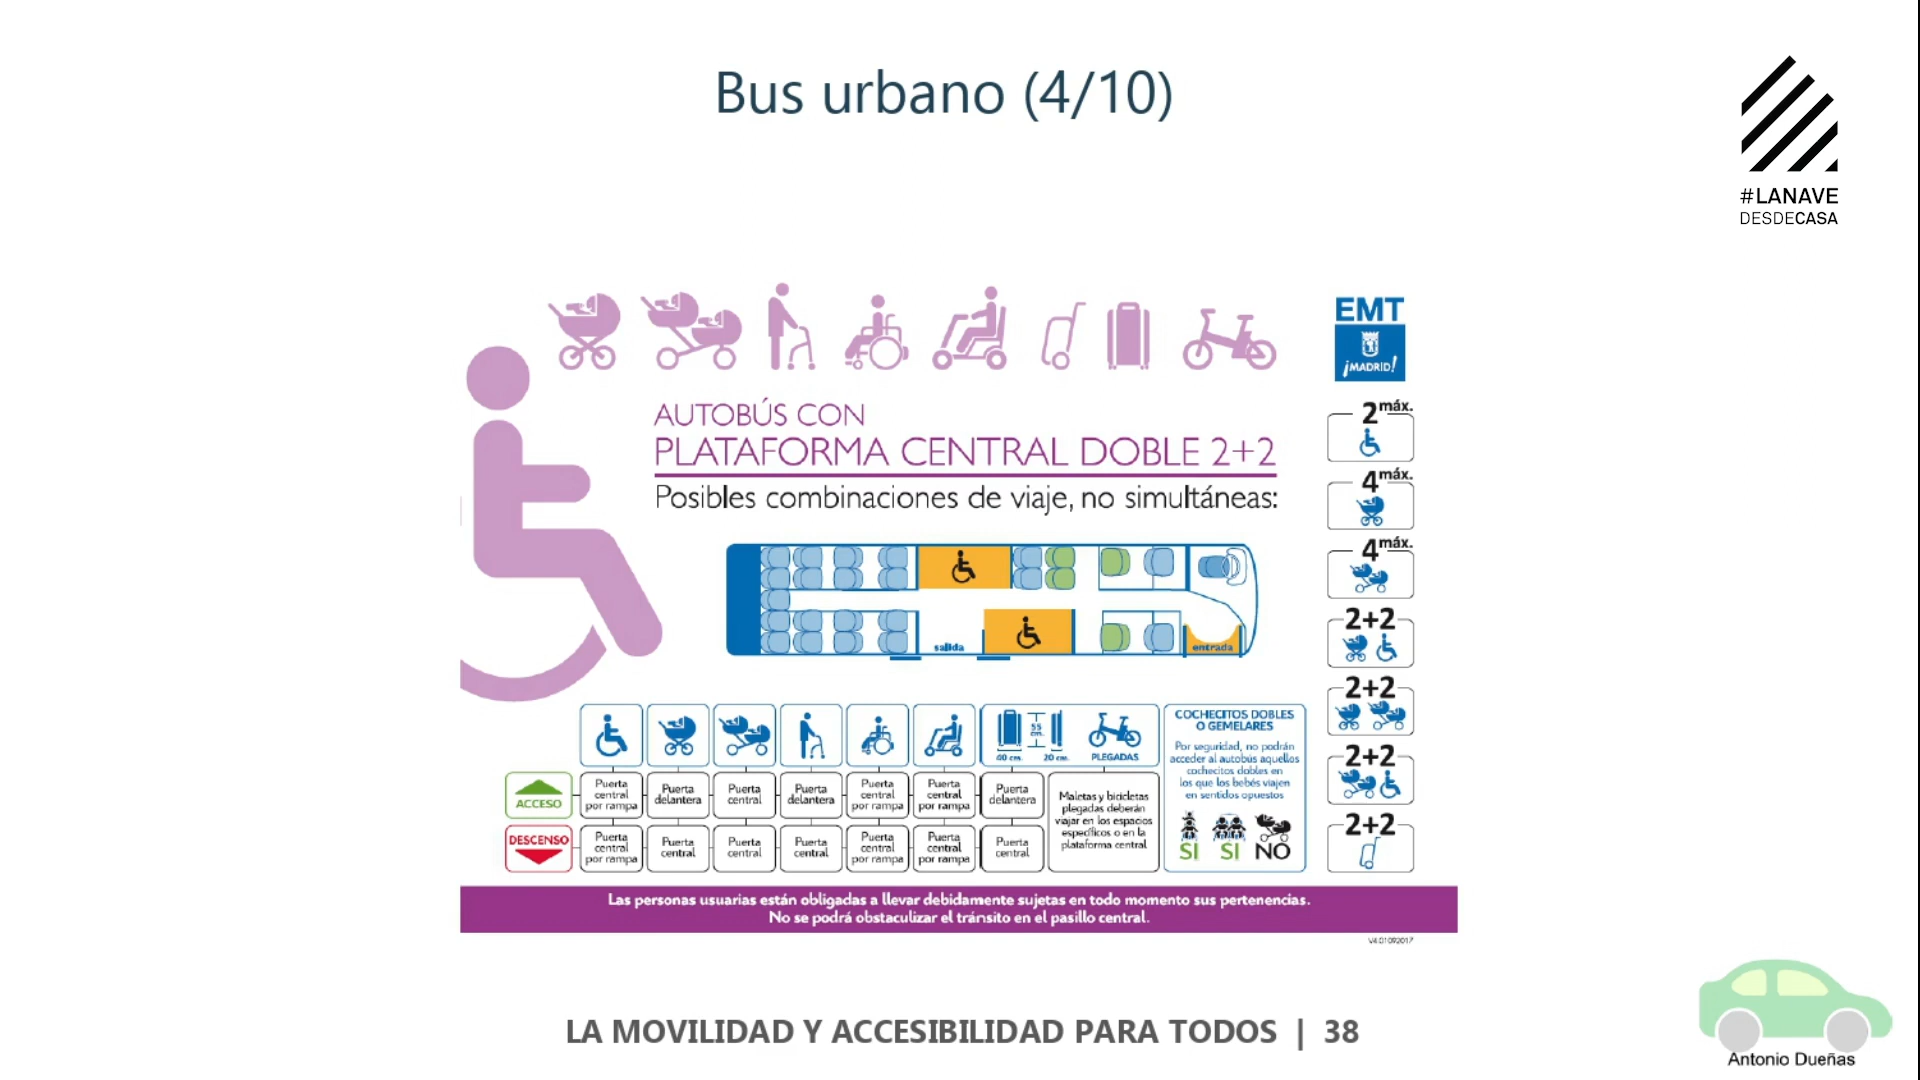 Bus urbano (4/10)
#LANAVE
DESDECASA
EMT
¡MADRID!
AUTOBÚS CON
PLATAFORMA CENTRAL DOBLE 2+2
Posibles combinaciones de viaje, no simultáneas:
salida
entrada
2 máx.
4 máx.
4 máx.
2+2
2+2
2+2
2+2
55 cm.
40 cm.
20 cm.
PLEGADAS
ACCESO
Puerta central por rampa
Puerta delantera
Puerta central
Puerta delantera
Puerta central por rampa
Puerta central por rampa
Puerta delantera
DESCENSO
Puerta central por rampa
Puerta central
Puerta central
Puerta central
Puerta central por rampa
Puerta central por rampa
Puerta central
Maletas y bicicletas
plegadas deberán
viajar en los espacios
específicos o en la
plataforma central
COCHECITOS DOBLES
O GEMELARES
Por seguridad, no podrán
acceder al autobús aquellos
cochecitos dobles en
los que los bebés viajen
en sentidos opuestos
SI SI NO
Las personas usuarias están obligadas a llevar debidamente sujetas en todo momento sus pertenencias.
No se podrá obstaculizar el tránsito en el pasillo central.
V4.01092017
LA MOVILIDAD Y ACCESIBILIDAD PARA TODOS | 38
Antonio Dueñas